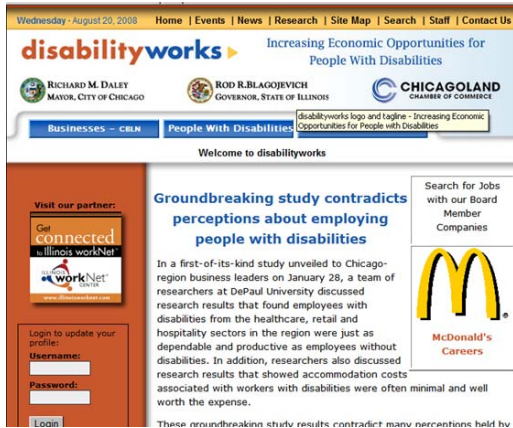 Wednesday - August 20, 2008
Home | Events | News | Research | Site Map | Search | Staff | Contact Us
disabilityworks
Increasing Economic Opportunities for
People With Disabilities
RICHARD M. DALEY
MAYOR, CITY OF CHICAGO
ROD R.BLAGOJEVICH
GOVERNOR, STATE OF ILLINOIS
CHICAGOLAND
CHAMBER OF COMMERCE
disabilityworks logo and tagline - Increasing Economic
Opportunities for People with Disabilities
Businesses - CBLN
People With Disabilities
Welcome to disabilityworks
Visit our partner:
Get
connected
to Illinois workNet
ILLINOIS
workNet
CENTER
www.illinoisworknet.com
Login to update your
profile:
Username:
Password:
Login
Groundbreaking study contradicts
perceptions about employing
people with disabilities
In a first-of-its-kind study unveiled to Chicago-
region business leaders on January 28, a team of
researchers at DePaul University discussed
research results that found employees with
disabilities from the healthcare, retail and
hospitality sectors in the region were just as
dependable and productive as employees without
disabilities. In addition, researchers also discussed
research results that showed accommodation costs
associated with workers with disabilities were often minimal and well
worth the expense.
These groundbreaking study results contradict many perceptions held by
Search for Jobs
with our Board
Member
Companies
McDonald's
Careers